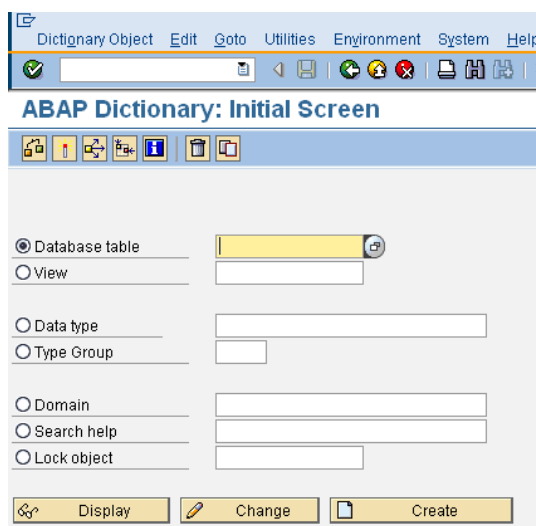 Dictionary Object Edit Goto Utilities Environment System Help
ABAP Dictionary: Initial Screen
Database table
View
Data type
Type Group
Domain
Search help
Lock object
Display Change Create